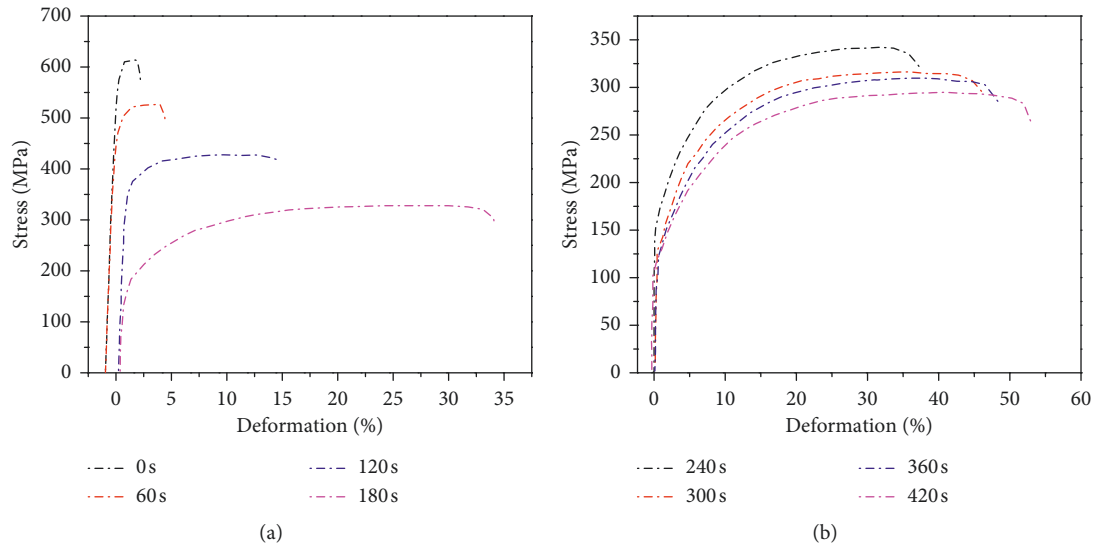 700
600
500
400
300
200
100
0
Stress (MPa)
0 5 10 15 20 25 30 35
Deformation (%)
0 s
60 s
120 s
180 s
(a)
350
300
250
200
150
100
50
0
Stress (MPa)
0 10 20 30 40 50 60
Deformation (%)
240 s
300 s
360 s
420 s
(b)